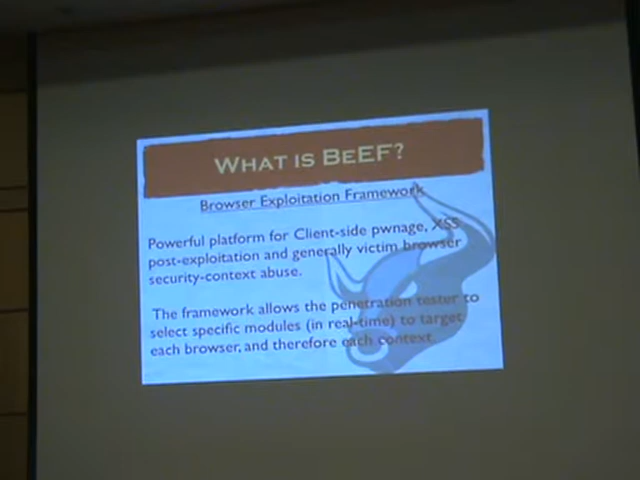 WHAT IS BEEF?
Browser Exploitation Framework
Powerful platform for Client-side pwnage, XSS
post-exploitation and generally victim browser
security-context abuse.
The framework allows the penetration tester to
select specific modules (in real-time) to target
each browser, and therefore each context.